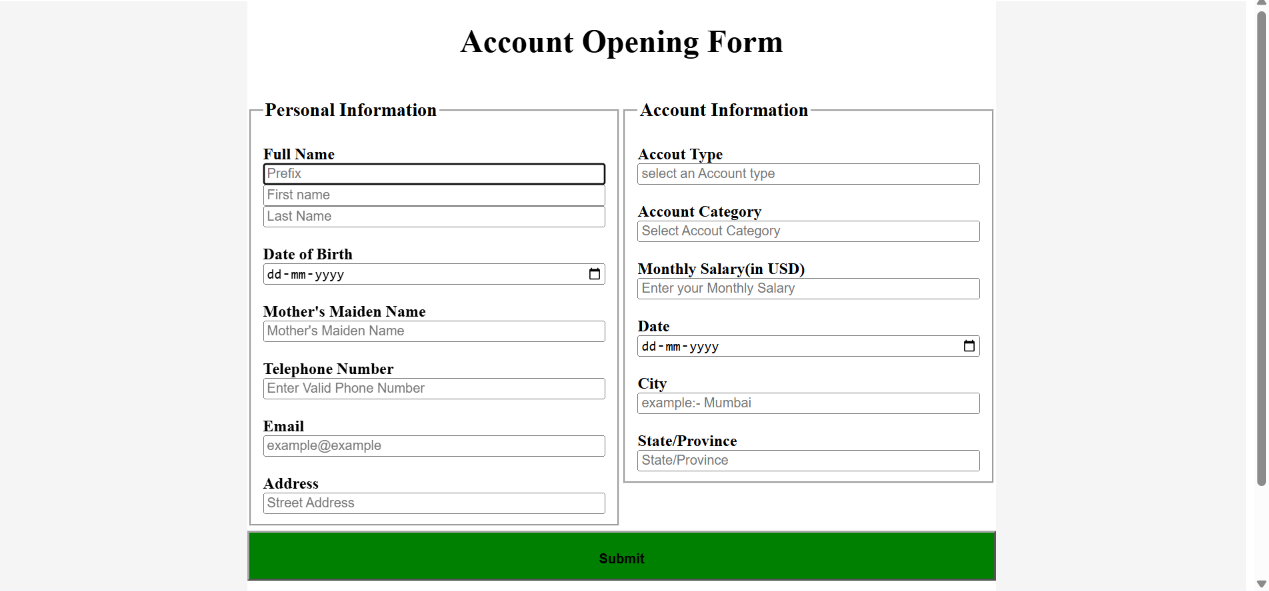 Account Opening Form
Personal Information
Full Name
Prefix
First name
Last Name
Date of Birth
dd-mm-yyyy
Mother's Maiden Name
Mother's Maiden Name
Telephone Number
Enter Valid Phone Number
Email
example@example
Address
Street Address
Account Information
Accout Type
select an Account type
Account Category
Select Accout Category
Monthly Salary(in USD)
Enter your Monthly Salary
Date
dd-mm-yyyy
City
example:- Mumbai
State/Province
State/Province
Submit